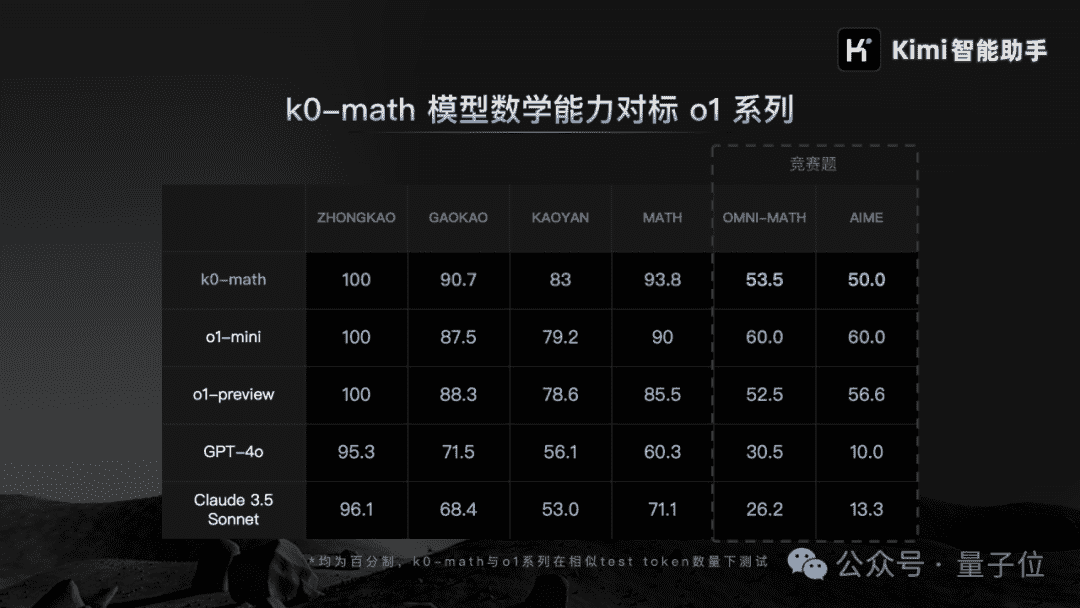 Kimi智能助手
k0-math 模型数学能力对标 o1 系列
竞赛题
ZHONGKAO GAOKAO KAOYAN MATH OMNI-MATH AIME
k0-math 100 90.7 83 93.8 53.5 50.0
o1-mini 100 87.5 79.2 90 60.0 60.0
o1-preview 100 88.3 78.6 85.5 52.5 56.6
GPT-4o 95.3 71.5 56.1 60.3 30.5 10.0
Claude 3.5 Sonnet 96.1 68.4 53.0 71.1 26.2 13.3
*均为百分制，k0-math与o1系列在相似test token数量下测试
公众号 · 量子位